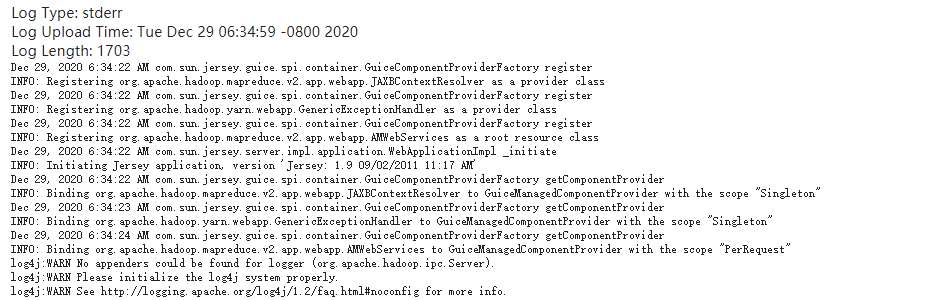 Log Type: stderr
Log Upload Time: Tue Dec 29 06:34:59 -0800 2020
Log Length: 1703
Dec 29, 2020 6:34:22 AM com.sun.jersey.guice.spi.container.GuiceComponentProviderFactory register
INFO: Registering org.apache.hadoop.mapreduce.v2.app.webapp.JAXBContextResolver as a provider class
Dec 29, 2020 6:34:22 AM com.sun.jersey.guice.spi.container.GuiceComponentProviderFactory register
INFO: Registering org.apache.hadoop.yarn.webapp.GenericExceptionHandler as a provider class
Dec 29, 2020 6:34:22 AM com.sun.jersey.guice.spi.container.GuiceComponentProviderFactory register
INFO: Registering org.apache.hadoop.mapreduce.v2.app.webapp.AMWebServices as a root resource class
Dec 29, 2020 6:34:22 AM com.sun.jersey.server.impl.application.WebApplicationImpl _initiate
INFO: Initiating Jersey application, version 'Jersey: 1.9 09/02/2011 11:17 AM'
Dec 29, 2020 6:34:22 AM com.sun.jersey.guice.spi.container.GuiceComponentProviderFactory getComponentProvider
INFO: Binding org.apache.hadoop.mapreduce.v2.app.webapp.JAXBContextResolver to GuiceManagedComponentProvider with the scope "Singleton"
Dec 29, 2020 6:34:23 AM com.sun.jersey.guice.spi.container.GuiceComponentProviderFactory getComponentProvider
INFO: Binding org.apache.hadoop.yarn.webapp.GenericExceptionHandler to GuiceManagedComponentProvider with the scope "Singleton"
Dec 29, 2020 6:34:24 AM com.sun.jersey.guice.spi.container.GuiceComponentProviderFactory getComponentProvider
INFO: Binding org.apache.hadoop.mapreduce.v2.app.webapp.AMWebServices to GuiceManagedComponentProvider with the scope "PerRequest"
log4j:WARN No appenders could be found for logger (org.apache.hadoop.ipc.Server).
log4j:WARN Please initialize the log4j system properly.
log4j:WARN See http://logging.apache.org/log4j/1.2/faq.html#noconfig for more info.